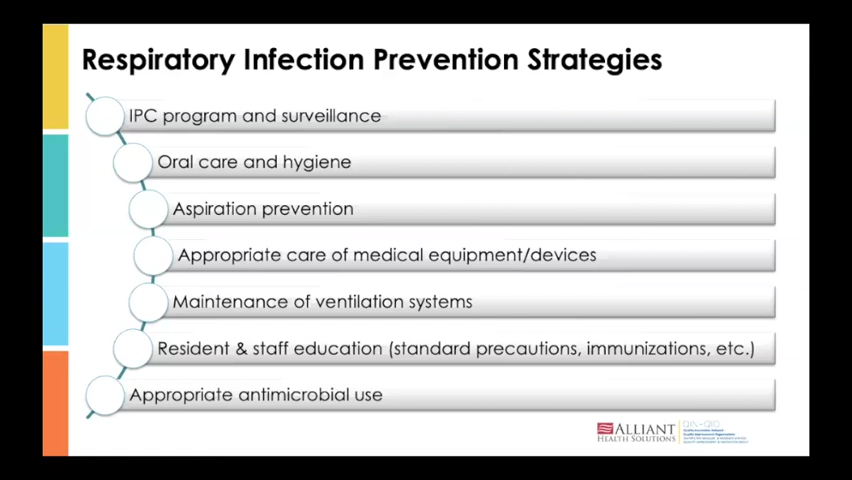 Respiratory Infection Prevention Strategies
IPC program and surveillance
Oral care and hygiene
Aspiration prevention
Appropriate care of medical equipment/devices
Maintenance of ventilation systems
Resident & staff education (standard precautions, immunizations, etc.)
Appropriate antimicrobial use
ALLIANT
HEALTH SOLUTIONS
QIN-QIO